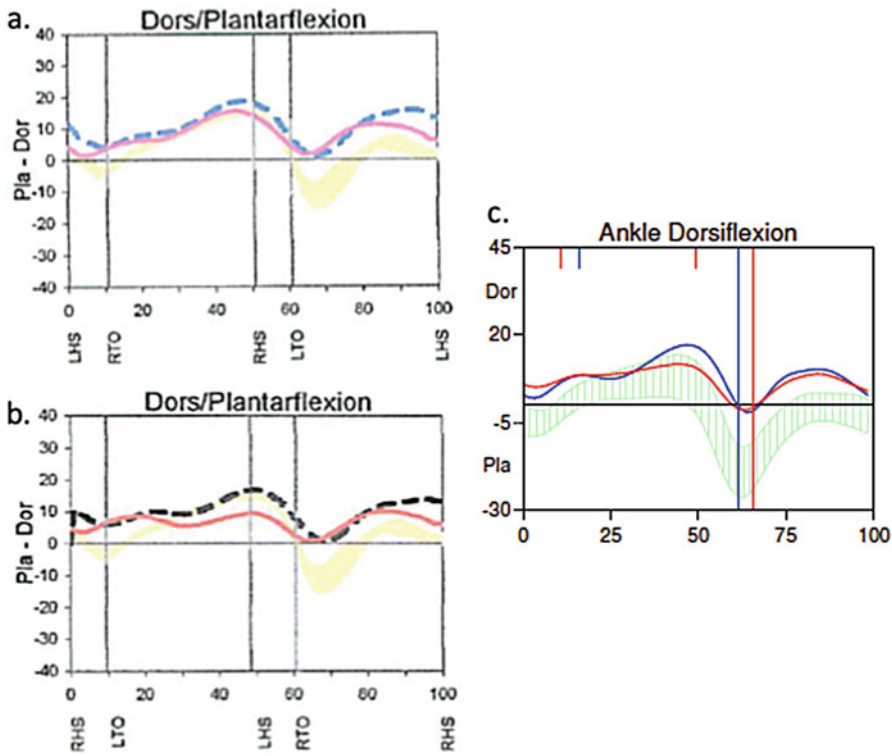 a.
Dors/Plantarflexion
40
30
20
10
0
-10
-20
-30
-40
Pla - Dor
0 20 40 60 80 100
LHS RTO RHS LTO LHS
b.
Dors/Plantarflexion
40
30
20
10
0
-10
-20
-30
-40
Pla - Dor
0 20 40 60 80 100
RHS LTO LHS RTO RHS
c.
Ankle Dorsiflexion
45
Dor
20
-5
Pla
-30
0 25 50 75 100